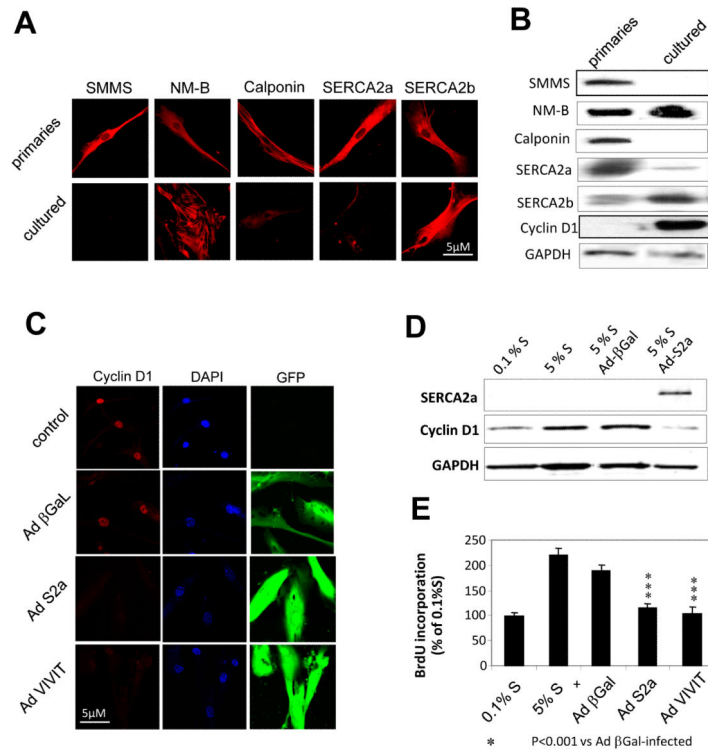 A
SMMS NM-B Calponin SERCA2a SERCA2b
primaries
cultured
5µM
B
primaries cultured
SMMS
NM-B
Calponin
SERCA2a
SERCA2b
Cyclin D1
GAPDH
C
Cyclin D1 DAPI GFP
control
Ad βGaL
Ad S2a
Ad VIVIT
5µM
D
0.1 % S 5% S 5% S Ad-βGal 5% S Ad-S2a
SERCA2a
Cyclin D1
GAPDH
E
BrdU incorporation
(% of 0.1%S)
250
200
150
100
50
0
*** ***
0.1% S 5% S + Ad βGal Ad S2a Ad VIVIT
* P<0.001 vs Ad βGal-infected